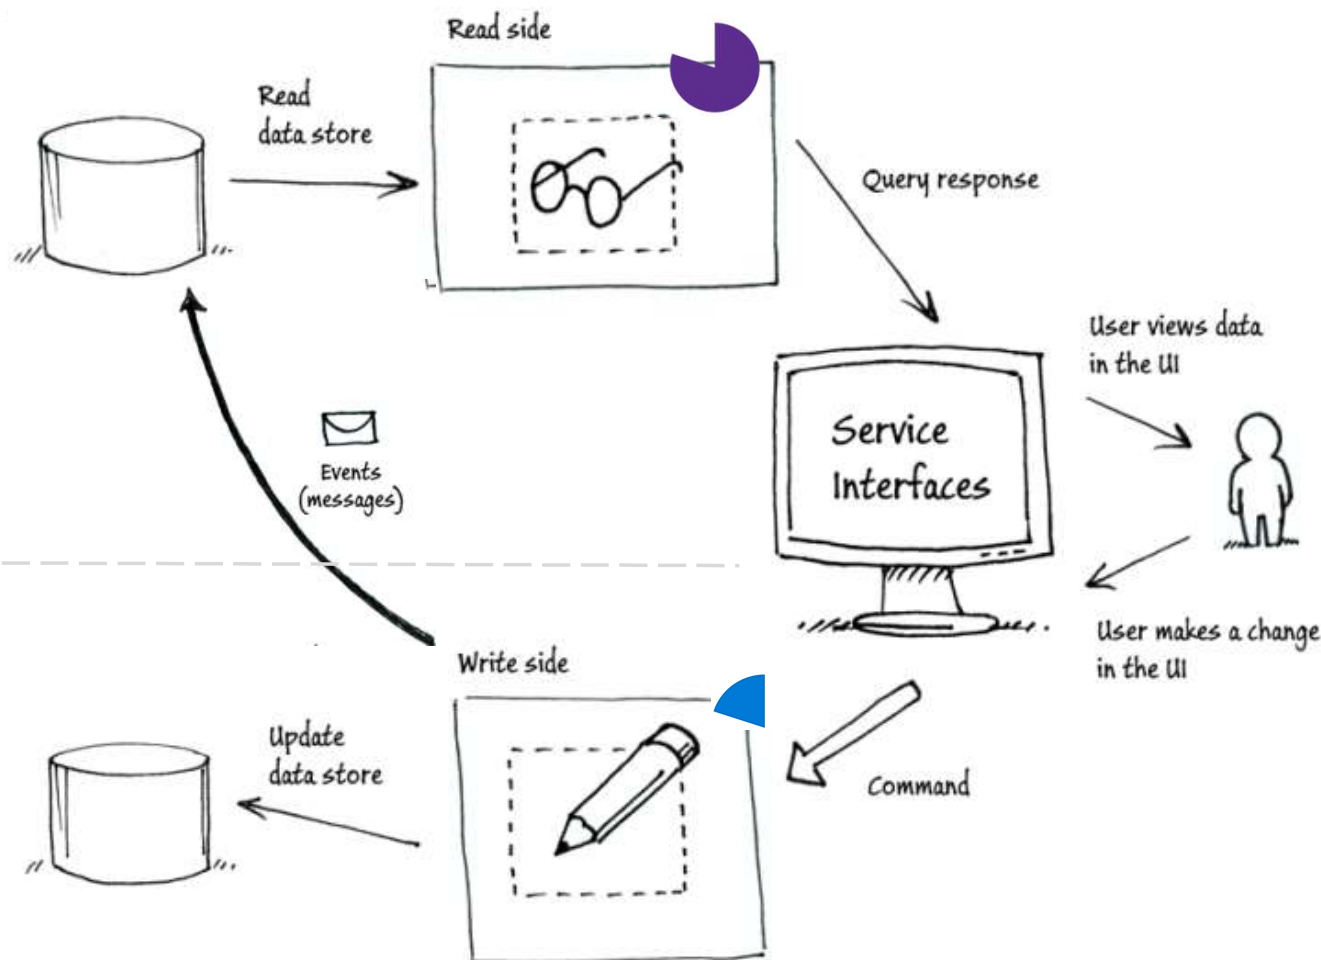 Read side
Read
data store
Query response
User views data
in the UI
Service
Interfaces
Events
(messages)
User makes a change
in the UI
Write side
Update
data store
Command